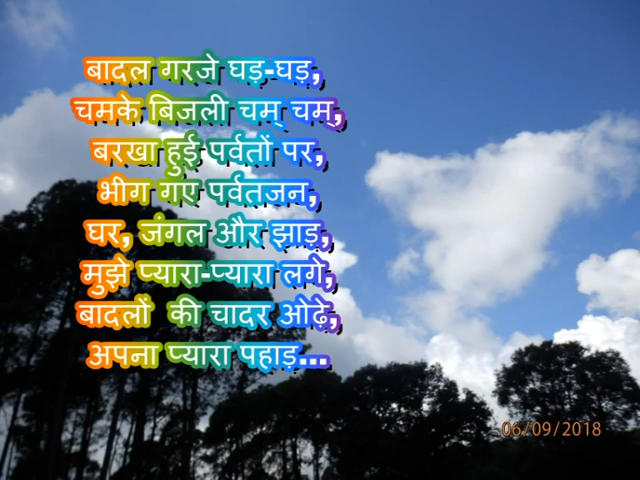 बादल गरजे घड़-घड़,
चमके बिजली चम् चम्,
बरखा हुई पर्वतों पर,
भीग गए पर्वतजन,
घर, जंगल और झाड़,
मुझे प्यारा-प्यारा लगे,
बादलों की चादर ओढ़े,
अपना प्यारा पहाड़...
06/09/2018